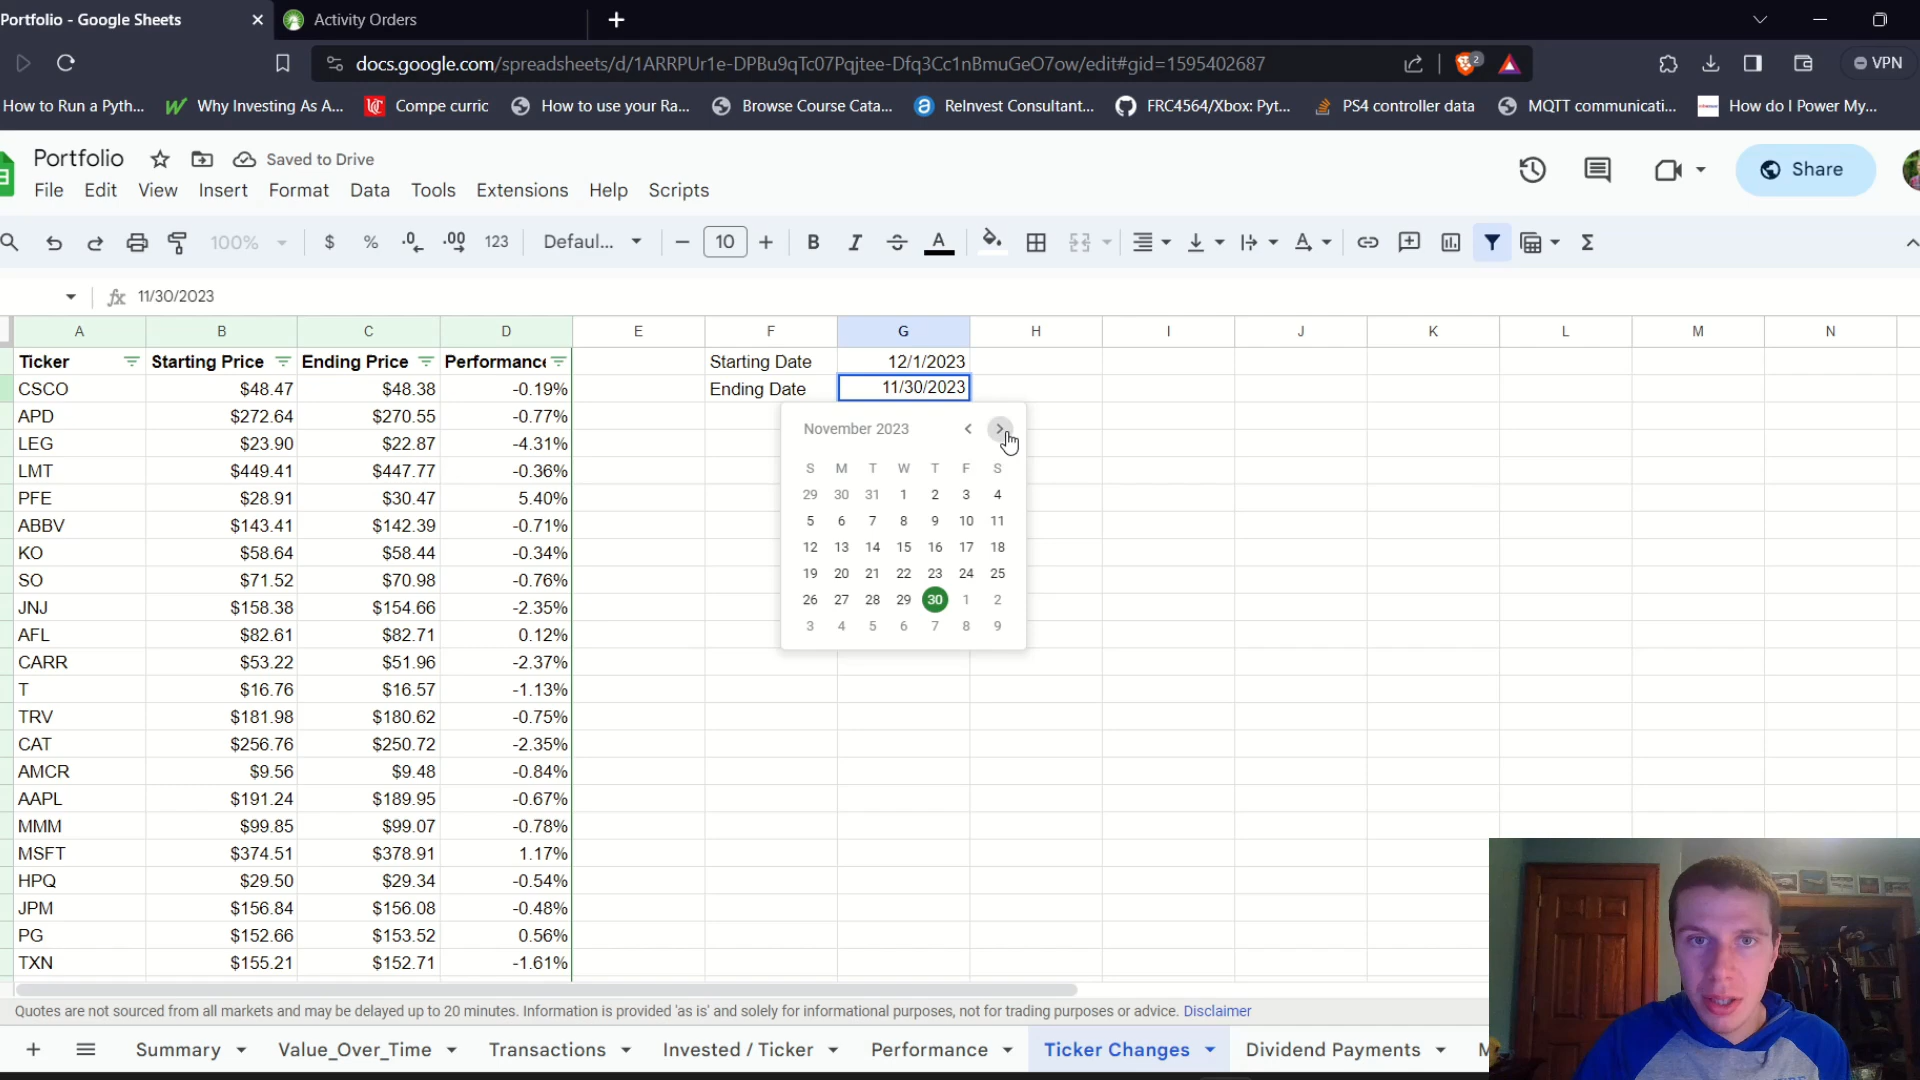 Portfolio - Google Sheets
Activity Orders
docs.google.com/spreadsheets/d/1ARRPUr1e-DPBu9qTc07Pqjtee-Dfq3Cc1nBmuGeO7ow/edit#gid=1595402687
2
VPN
How to Run a Pyth...
Why Investing As A...
Compe curric
How to use your Ra...
Browse Course Cata...
ReInvest Consultant...
FRC4564/Xbox: Pyt...
PS4 controller data
MQTT communicati...
How do I Power My...
Portfolio
Saved to Drive
File Edit View Insert Format Data Tools Extensions Help Scripts
Share
100% $ % .0 .00 123 Defaul... 10 B I A
fx 11/30/2023
A B C D E F G H I J K L M N
Ticker Starting Price Ending Price Performance Starting Date 12/1/2023
CSCO $48.47 $48.38 -0.19% Ending Date 11/30/2023
APD $272.64 $270.55 -0.77%
LEG $23.90 $22.87 -4.31%
LMT $449.41 $447.77 -0.36%
PFE $28.91 $30.47 5.40%
ABBV $143.41 $142.39 -0.71%
KO $58.64 $58.44 -0.34%
SO $71.52 $70.98 -0.76%
JNJ $158.38 $154.66 -2.35%
AFL $82.61 $82.71 0.12%
CARR $53.22 $51.96 -2.37%
T $16.76 $16.57 -1.13%
TRV $181.98 $180.62 -0.75%
CAT $256.76 $250.72 -2.35%
AMCR $9.56 $9.48 -0.84%
AAPL $191.24 $189.95 -0.67%
MMM $99.85 $99.07 -0.78%
MSFT $374.51 $378.91 1.17%
HPQ $29.50 $29.34 -0.54%
JPM $156.84 $156.08 -0.48%
PG $152.66 $153.52 0.56%
TXN $155.21 $152.71 -1.61%
November 2023
S M T W T F S
29 30 31 1 2 3 4
5 6 7 8 9 10 11
12 13 14 15 16 17 18
19 20 21 22 23 24 25
26 27 28 29 30 1 2
3 4 5 6 7 8 9
Quotes are not sourced from all markets and may be delayed up to 20 minutes. Information is provided 'as is' and solely for informational purposes, not for trading purposes or advice. Disclaimer
Summary
Value_Over_Time
Transactions
Invested / Ticker
Performance
Ticker Changes
Dividend Payments